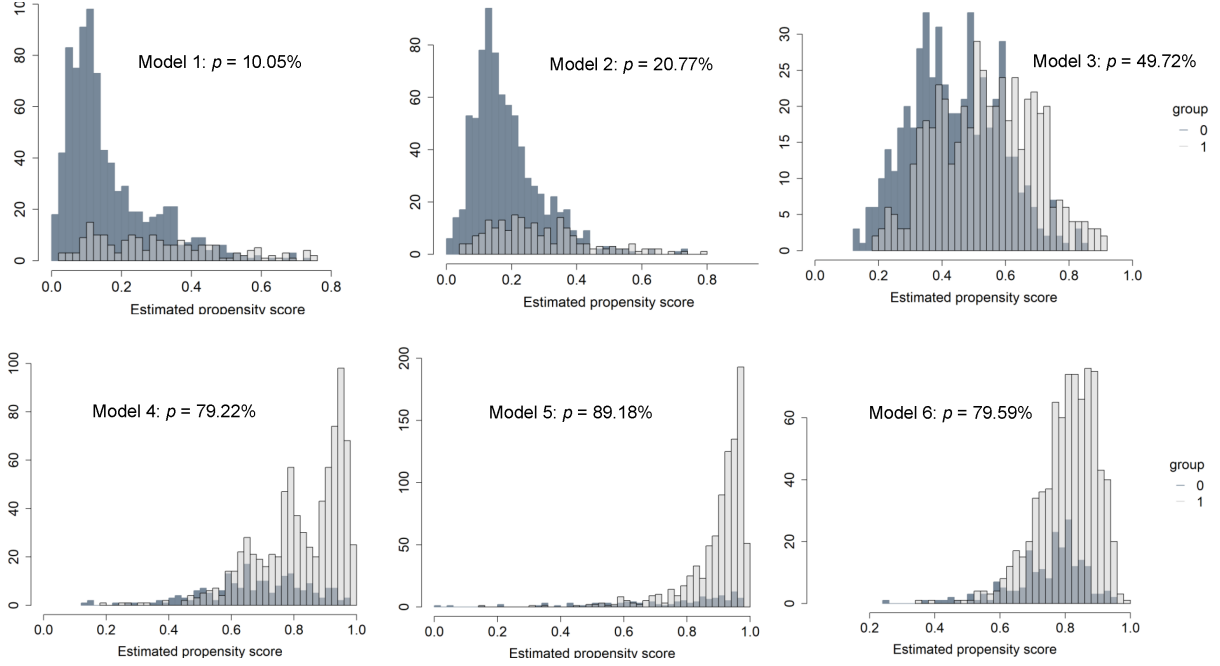 10
80
60
40
20
0
Model 1: p = 10.05%
0.0 0.2 0.4 0.6 0.8
Estimated propensity score
80
60
40
20
0
Model 2: p = 20.77%
0.0 0.2 0.4 0.6 0.8
Estimated propensity score
30
25
20
15
10
5
0
Model 3: p = 49.72%
0.0 0.2 0.4 0.6 0.8 1.0
Estimated propensity score
group
0
1
100
80
60
40
20
0
Model 4: p = 79.22%
0.0 0.2 0.4 0.6 0.8 1.0
Estimated propensity score
200
150
100
50
0
Model 5: p = 89.18%
0.0 0.2 0.4 0.6 0.8 1.0
Estimated propensity score
60
40
20
0
Model 6: p = 79.59%
0.2 0.4 0.6 0.8 1.0
Estimated propensity score
group
0
1